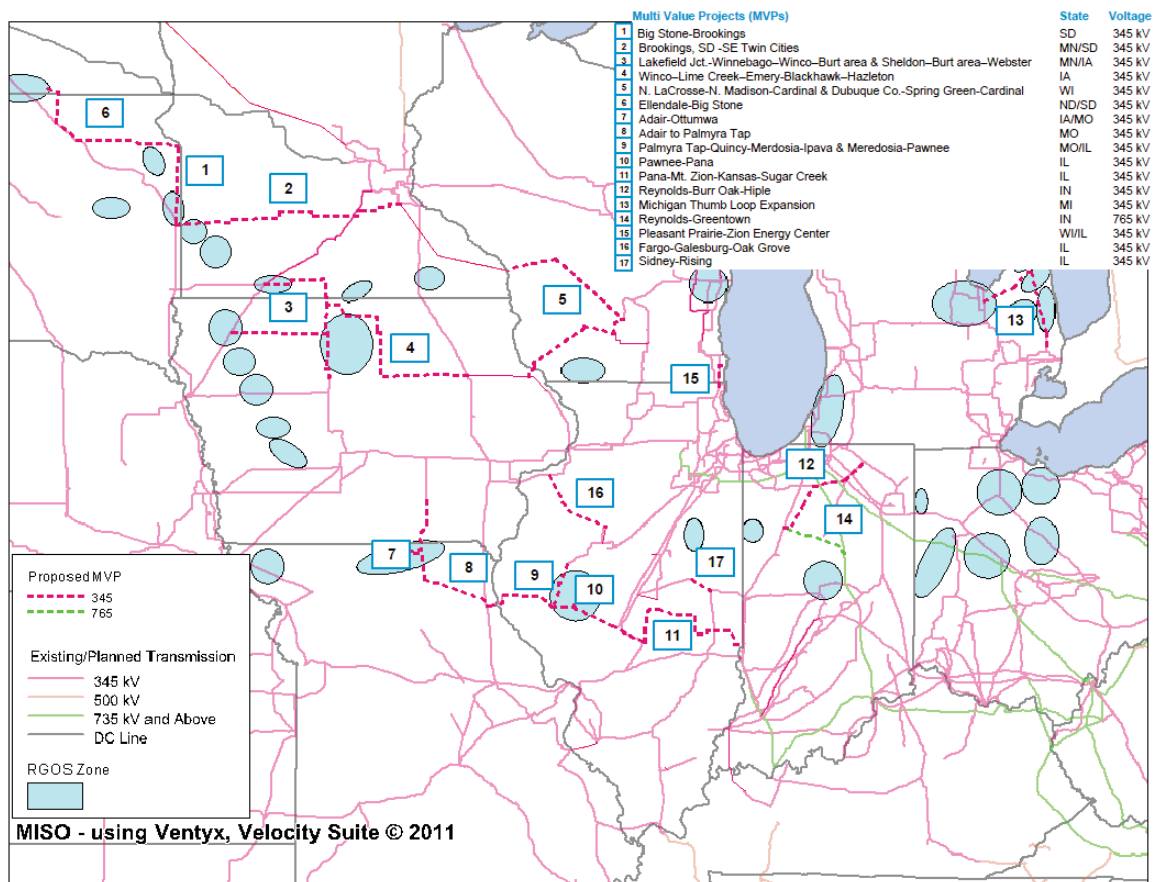 Multi Value Projects (MVPs) State Voltage
1 Big Stone-Brookings SD 345 kV
2 Brookings, SD -SE Twin Cities MN/SD 345 kV
3 Lakefield Jct.-Winnebago–Winco–Burt area & Sheldon–Burt area–Webster MN/IA 345 kV
4 Winco–Lime Creek–Emery-Blackhawk–Hazleton IA 345 kV
5 N. LaCrosse-N. Madison-Cardinal & Dubuque Co.-Spring Green-Cardinal WI 345 kV
6 Ellendale-Big Stone ND/SD 345 kV
7 Adair-Ottumwa IA/MO 345 kV
8 Adair to Palmyra Tap MO 345 kV
9 Palmyra Tap-Quincy-Merdosia-Ipava & Meredosia-Pawnee MO/IL 345 kV
10 Pawnee-Pana IL 345 kV
11 Pana-Mt. Zion-Kansas-Sugar Creek IL 345 kV
12 Reynolds-Burr Oak-Hiple IN 345 kV
13 Michigan Thumb Loop Expansion MI 345 kV
14 Reynolds-Greentown IN 765 kV
15 Pleasant Prairie-Zion Energy Center WI/IL 345 kV
16 Fargo-Galesburg-Oak Grove IL 345 kV
17 Sidney-Rising IL 345 kV
6
1
2
3
5
4
13
15
12
16
14
7
8
9
10
17
11
Proposed MVP
345
765
Existing/Planned Transmission
345 kV
500 kV
735 kV and Above
DC Line
RGOS Zone
MISO - using Ventyx, Velocity Suite © 2011